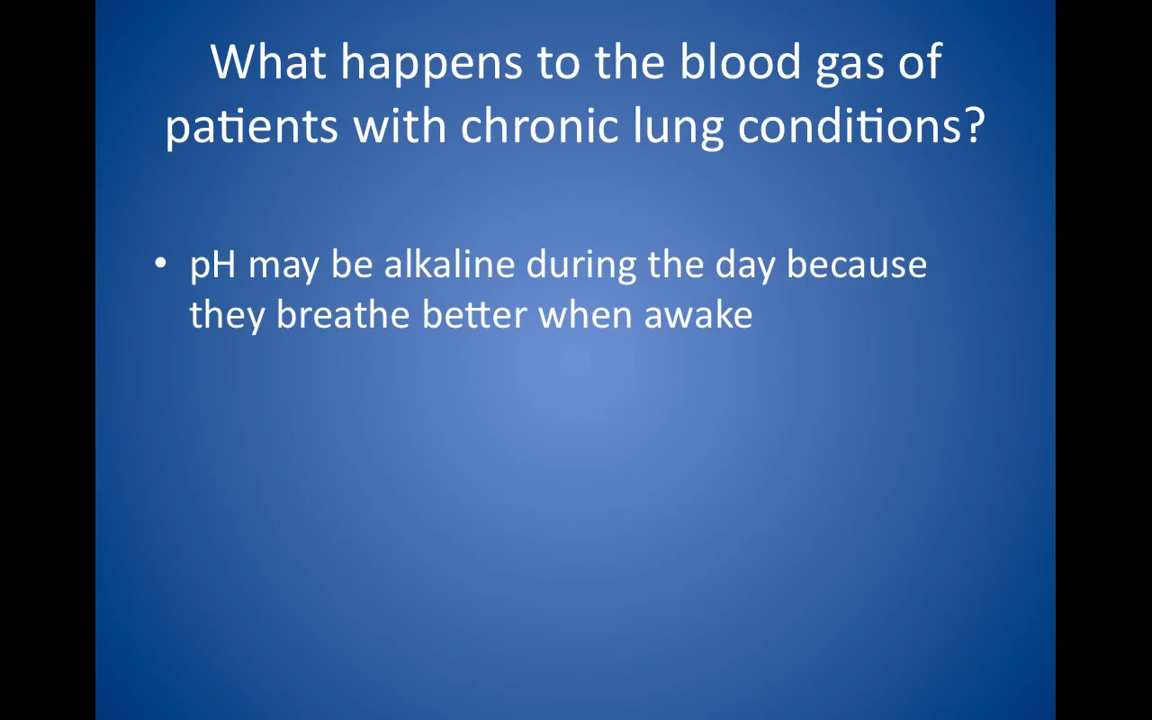 What happens to the blood gas of
patients with chronic lung conditions?
• pH may be alkaline during the day because
they breathe better when awake